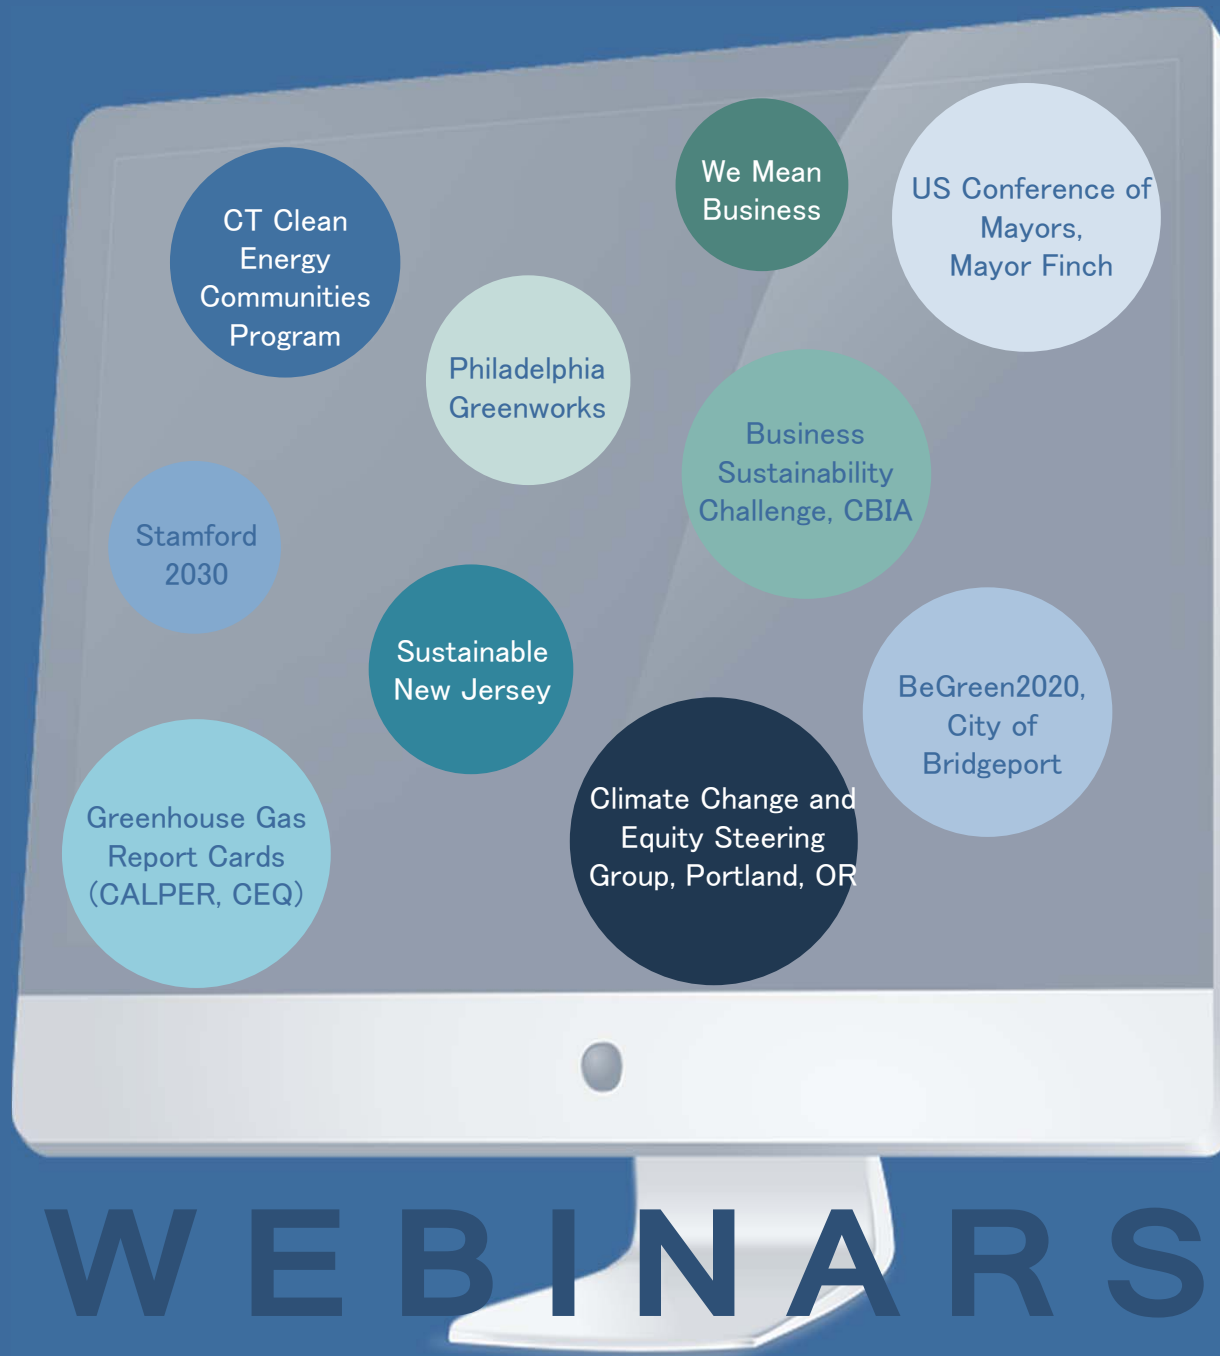 CT Clean
Energy
Communities
Program
We Mean
Business
US Conference of
Mayors,
Mayor Finch
Philadelphia
Greenworks
Business
Sustainability
Challenge, CBIA
Stamford
2030
Sustainable
New Jersey
BeGreen2020,
City of
Bridgeport
Greenhouse Gas
Report Cards
(CALPER, CEQ)
Climate Change and
Equity Steering
Group, Portland, OR
WEBINARS